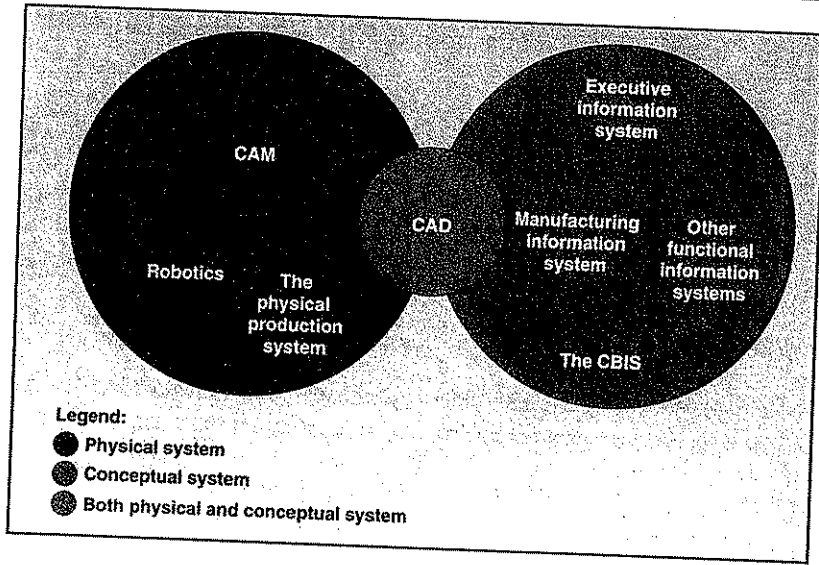 CAM
Robotics
The
physical
production
system
CAD
Executive
information
system
Manufacturing
information
system
Other
functional
information
systems
The CBIS
Legend:
Physical system
Conceptual system
Both physical and conceptual system